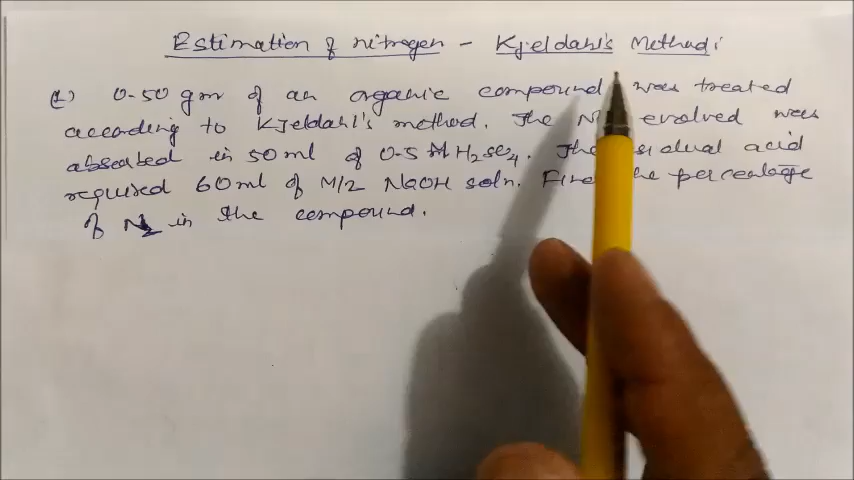 Estimation of nitrogen - Kjeldahl's Method:
Q) 0.50 gm of an organic compound was treated
according to KJeldahl's method. The evolved was
absorbed in 50ml of 0.5 M H2SO4. The acid
required 60ml of M/2 NaOH soln. the percentage
of N2 in the compound.